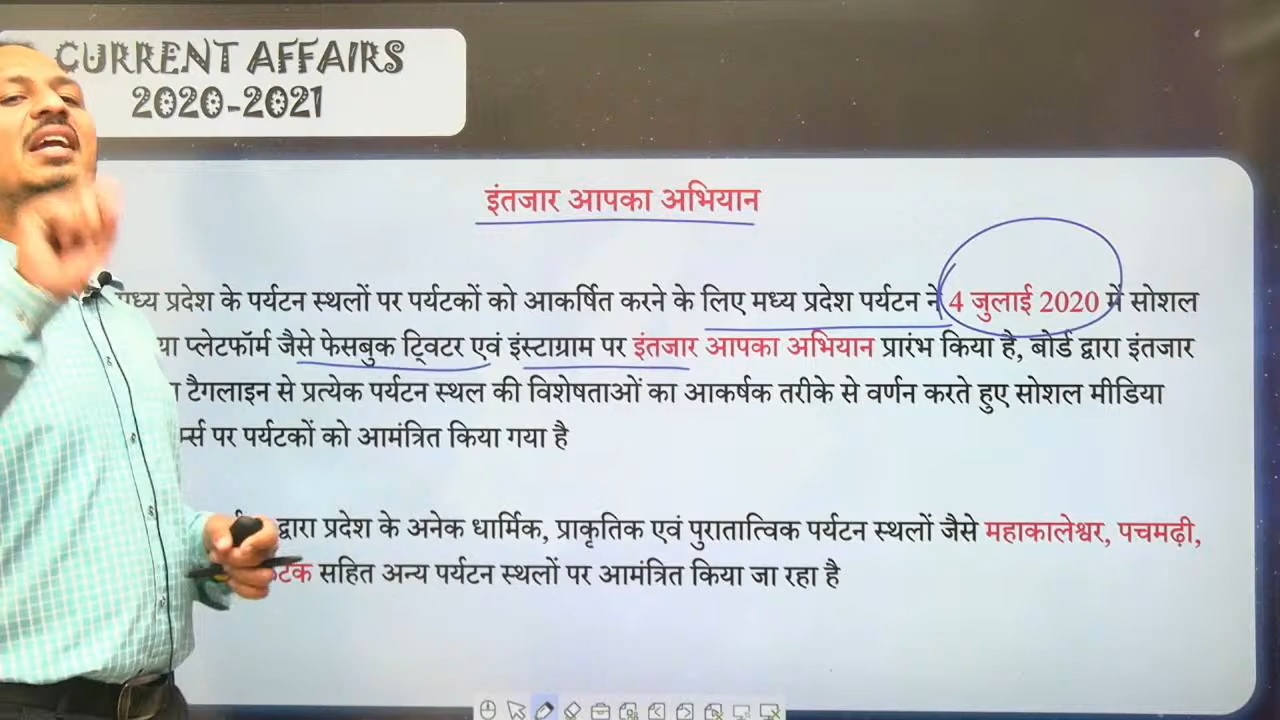 CURRENT AFFAIRS
2020-2021
इंतजार आपका अभियान
मध्य प्रदेश के पर्यटन स्थलों पर पर्यटकों को आकर्षित करने के लिए मध्य प्रदेश पर्यटन ने 4 जुलाई 2020 में सोशल
प्लेटफॉर्म जैसे फेसबुक ट्विटर एवं इंस्टाग्राम पर इंतजार आपका अभियान प्रारंभ किया है, बोर्ड द्वारा इंतजार
टैगलाइन से प्रत्येक पर्यटन स्थल की विशेषताओं का आकर्षक तरीके से वर्णन करते हुए सोशल मीडिया
पर पर्यटकों को आमंत्रित किया गया है
द्वारा प्रदेश के अनेक धार्मिक, प्राकृतिक एवं पुरातात्विक पर्यटन स्थलों जैसे महाकालेश्वर, पचमढ़ी,
सहित अन्य पर्यटन स्थलों पर आमंत्रित किया जा रहा है